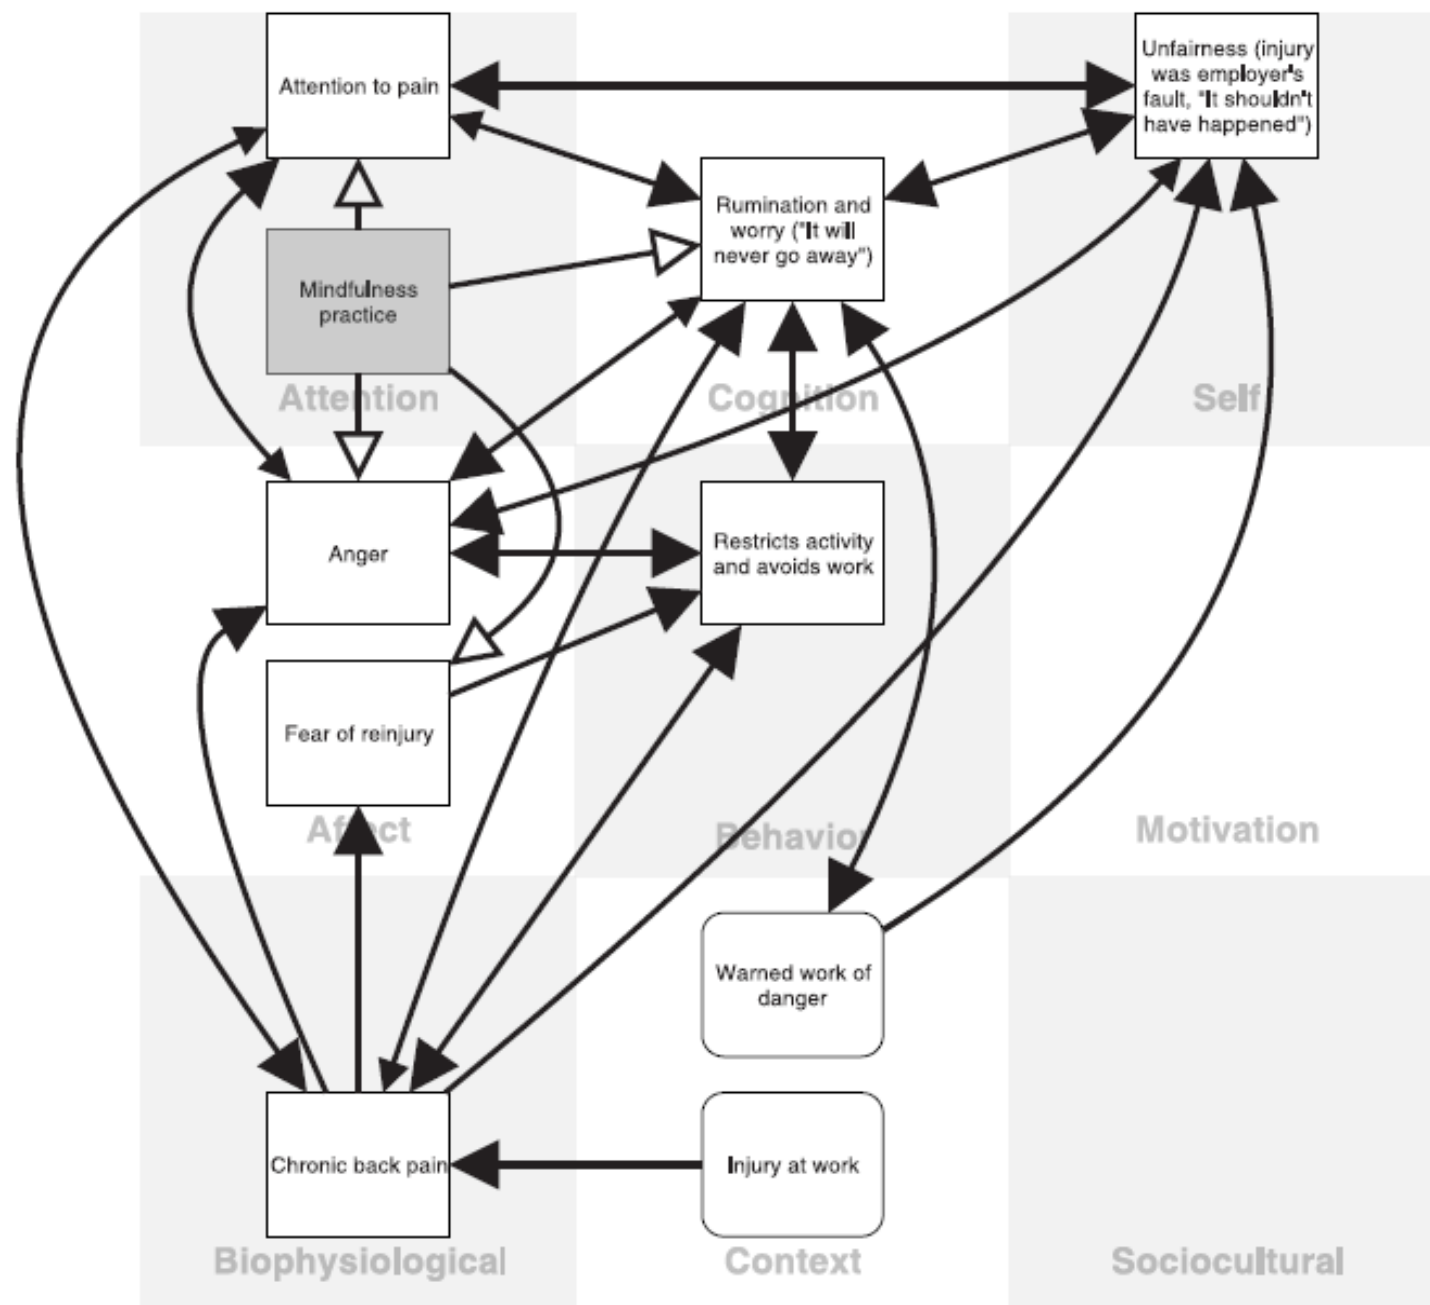 Attention to pain
Unfairness (injury
was employer's
fault, "It shouldn't
have happened")
Rumination and
worry ("It will
never go away")
Mindfulness
practice
Attention
Cognition
Self
Anger
Restricts activity
and avoids work
Fear of reinjury
Affect
Behavior
Motivation
Warned work of
danger
Chronic back pain
Injury at work
Biophysiological
Context
Sociocultural